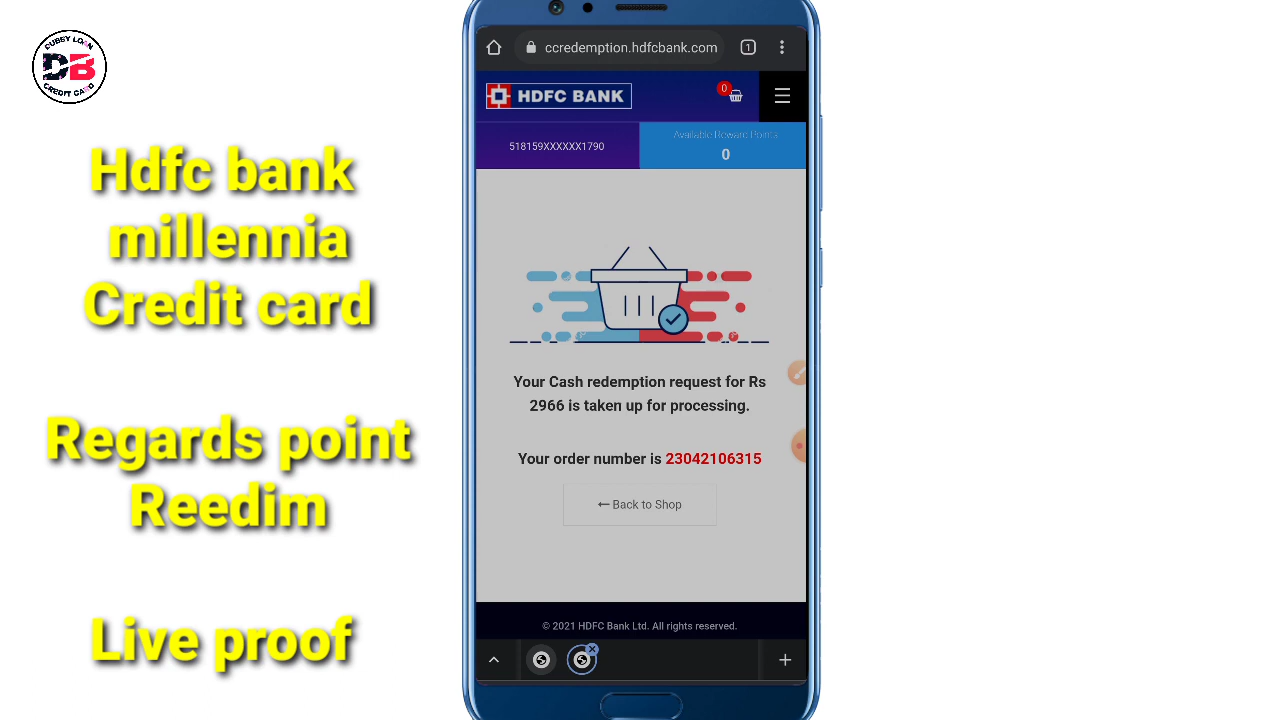 DUBEY LOAN
DB
CREDIT CARD
Hdfc bank
millennia
Credit card
Regards point
Reedim
Live proof
ccredemption.hdfcbank.com
1
HDFC BANK
0
518159XXXXXX1790
Available Reward Points
0
Your Cash redemption request for Rs
2966 is taken up for processing.
Your order number is 23042106315
← Back to Shop
© 2021 HDFC Bank Ltd. All rights reserved.